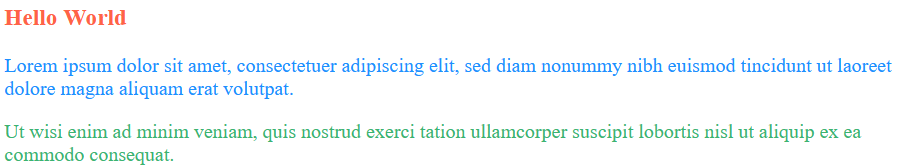 Hello World
Lorem ipsum dolor sit amet, consectetuer adipiscing elit, sed diam nonummy nibh euismod tincidunt ut laoreet
dolore magna aliquam erat volutpat.
Ut wisi enim ad minim veniam, quis nostrud exerci tation ullamcorper suscipit lobortis nisl ut aliquip ex ea
commodo consequat.